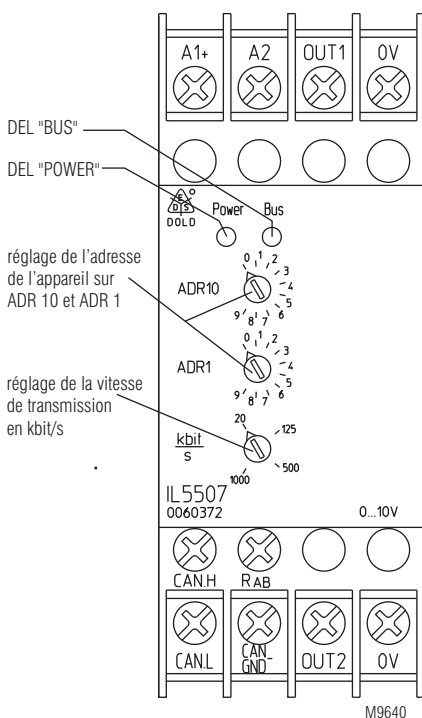 A1+ A2 OUT1 0V
DEL "BUS"
DEL "POWER"
E
D S
DOLD
Power Bus
réglage de l'adresse
de l'appareil sur
ADR 10 et ADR 1
ADR10
0 1 2 3 4 5 6 7 8 9
ADR1
0 1 2 3 4 5 6 7 8 9
réglage de la vitesse
de transmission
en kbit/s
kbit
s
20 125 500 1000
IL5507
0060372 0...10V
CAN.H RAB
CAN.L CAN- GND OUT2 0V
M9640